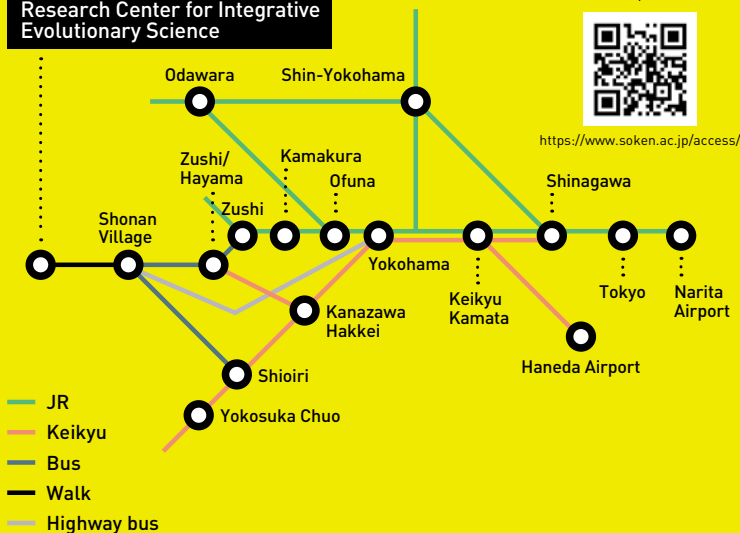 Research Center for Integrative
Evolutionary Science
Odawara
Shin-Yokohama
https://www.soken.ac.jp/access/
Zushi/
Hayama
Kamakura
Ofuna
Shinagawa
Zushi
Shonan
Village
Yokohama
Keikyu
Kamata
Tokyo
Narita
Airport
Kanazawa
Hakkei
Haneda Airport
Shioiri
Yokosuka Chuo
JR
Keikyu
Bus
Walk
Highway bus